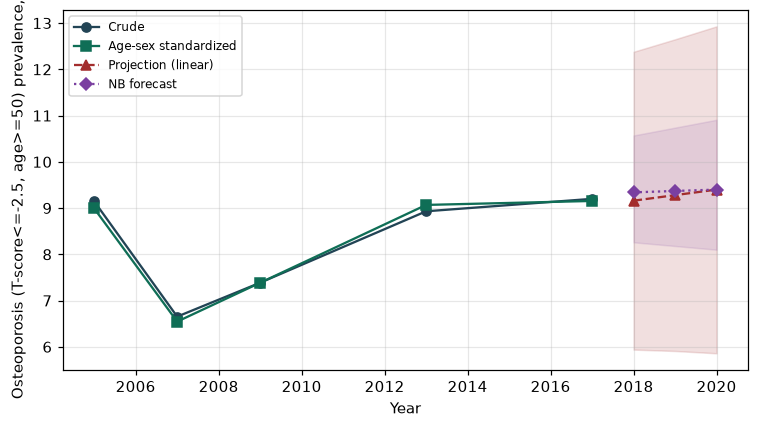 Osteoporosis (T-score<=-2.5, age>=50) prevalence,
13
12
11
10
9
8
7
6
Crude
Age-sex standardized
Projection (linear)
NB forecast
2006 2008 2010 2012 2014 2016 2018 2020
Year